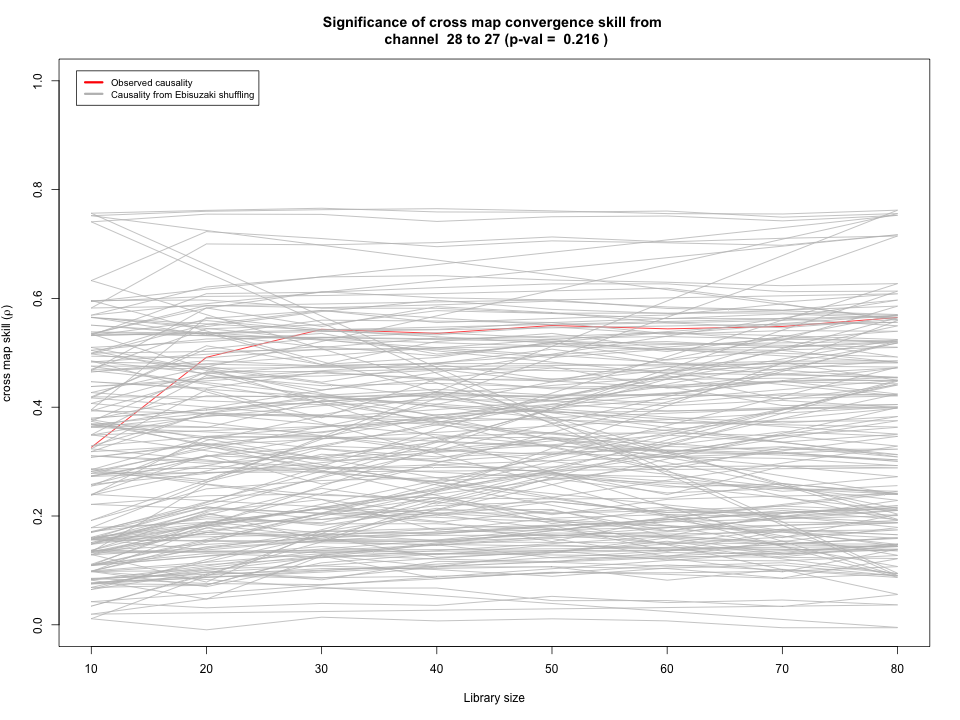 Significance of cross map convergence skill from
channel  28 to 27 (p-val =  0.216 )
Observed causality
Causality from Ebisuzaki shuffling
cross map skill (ρ)
1.0
0.8
0.6
0.4
0.2
0.0
10 20 30 40 50 60 70 80
Library size